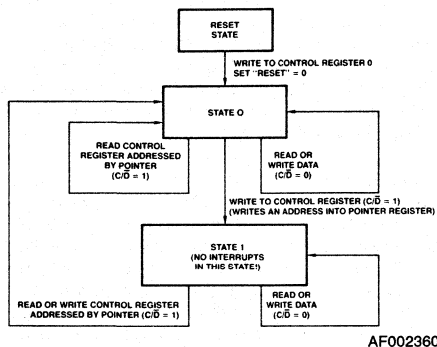 RESET
STATE
WRITE TO CONTROL REGISTER 0
SET "RESET" = 0
STATE O
READ CONTROL
REGISTER ADDRESSED
BY POINTER
(C/D̅ = 1)
READ OR
WRITE DATA
(C/D̅ = 0)
WRITE TO CONTROL REGISTER (C/D̅ = 1)
(WRITES AN ADDRESS INTO POINTER REGISTER)
STATE 1
(NO INTERRUPTS
IN THIS STATE!)
READ OR WRITE CONTROL REGISTER
ADDRESSED BY POINTER (C/D̅ = 1)
READ OR
WRITE DATA
(C/D̅ = 0)
AF002360